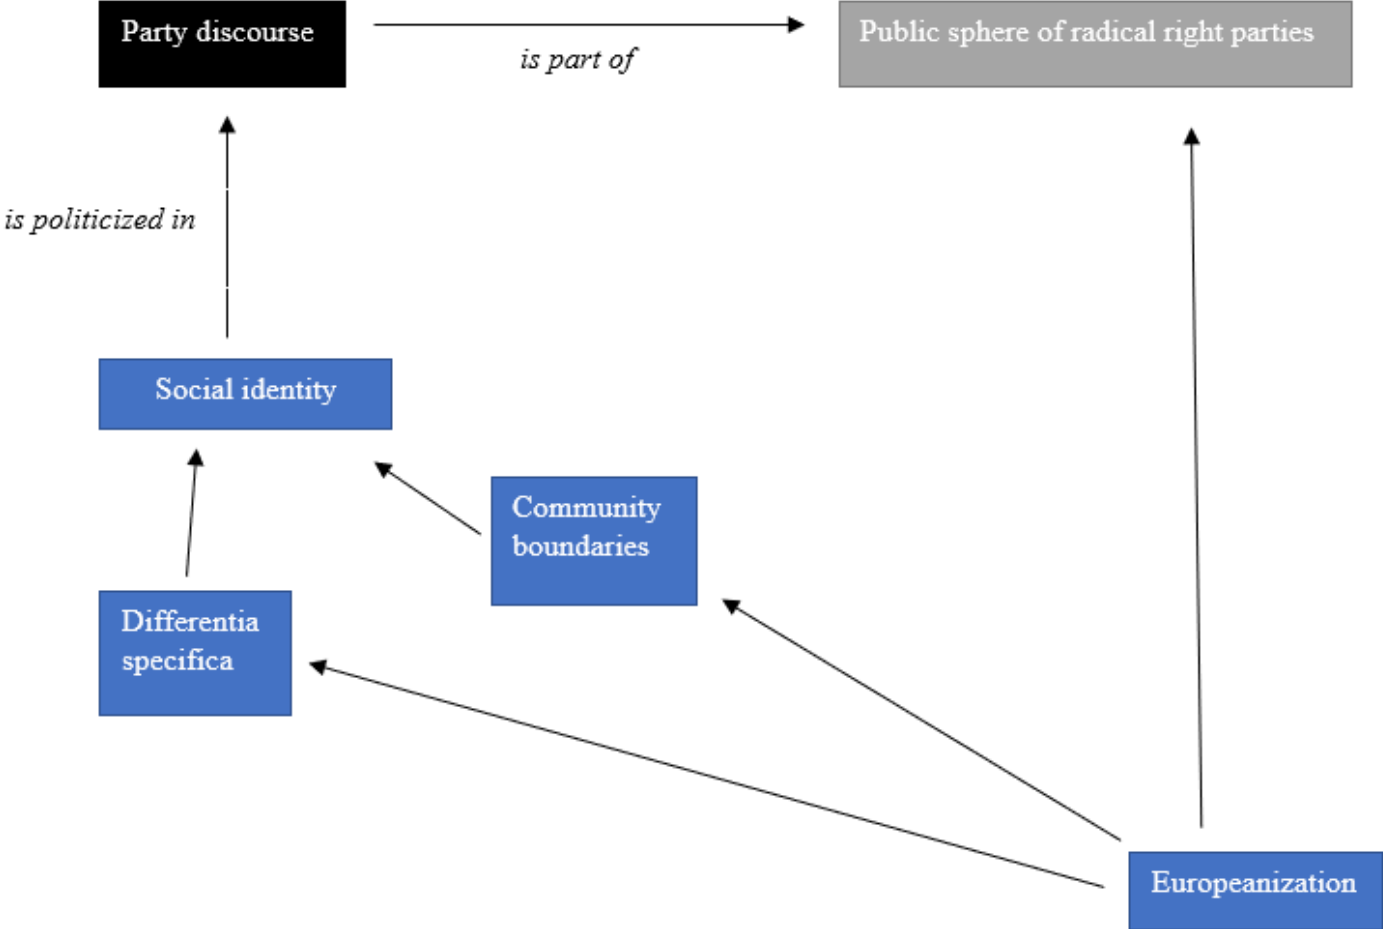 Party discourse
is part of
Public sphere of radical right parties
is politicized in
Social identity
Community
boundaries
Differentia
specifica
Europeanization